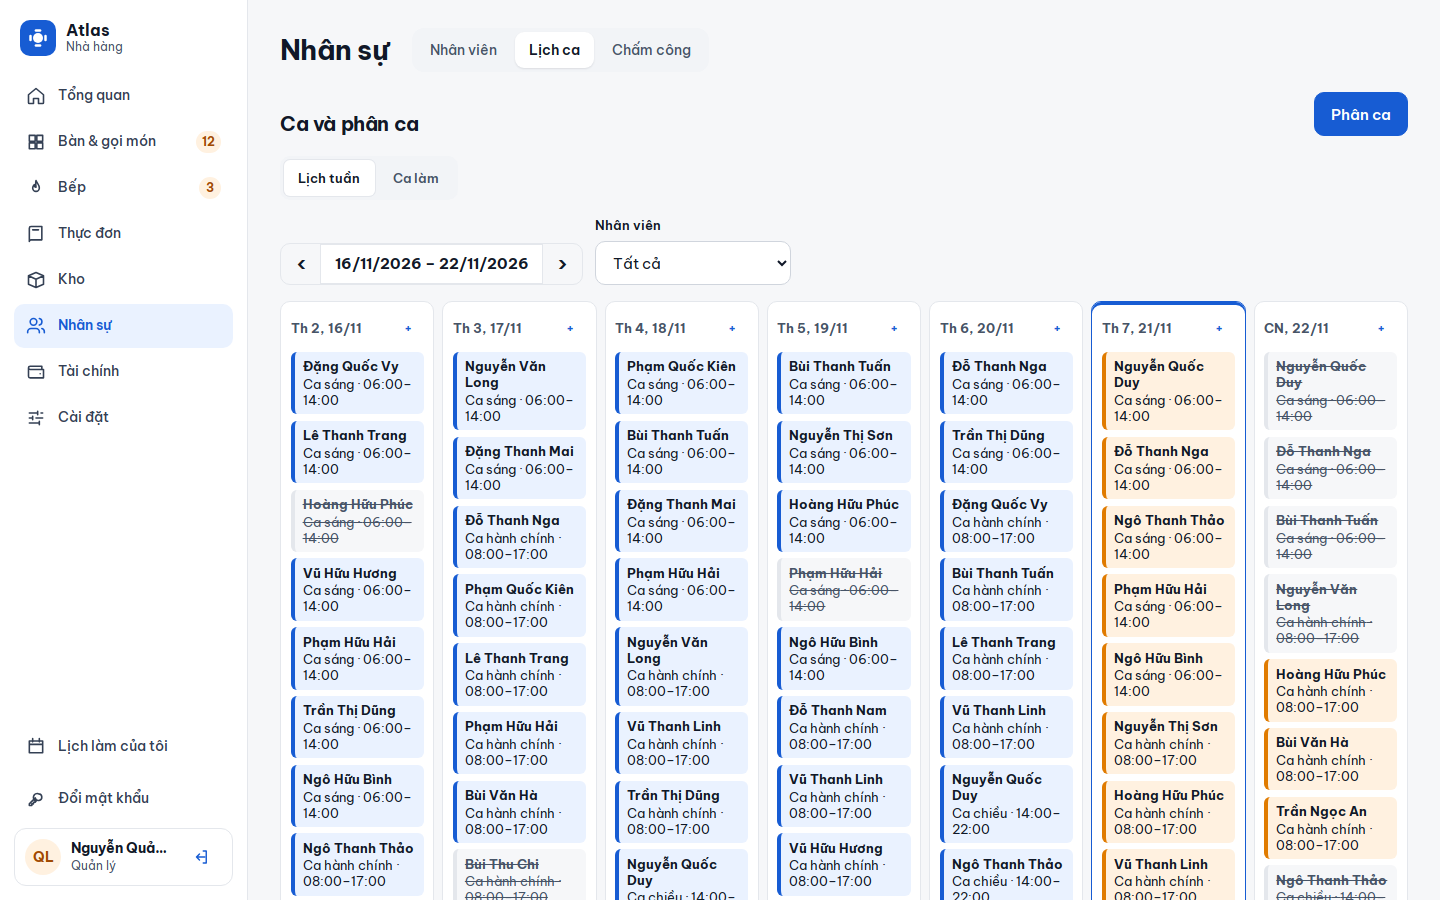 Atlas
Nhà hàng
Tổng quan
Bàn & gọi món
12
Bếp
3
Thực đơn
Kho
Nhân sự
Tài chính
Cài đặt
Lịch làm của tôi
Đổi mật khẩu
QL
Nguyễn Quả...
Quản lý
Nhân sự
Nhân viên
Lịch ca
Chấm công
Ca và phân ca
Phân ca
Lịch tuần
Ca làm
Nhân viên
16/11/2026 – 22/11/2026
Tất cả
Th 2, 16/11
+
Đặng Quốc Vy
Ca sáng · 06:00–
14:00
Lê Thanh Trang
Ca sáng · 06:00–
14:00
Hoàng Hữu Phúc
Ca sáng · 06:00–
14:00
Vũ Hữu Hương
Ca sáng · 06:00–
14:00
Phạm Hữu Hải
Ca sáng · 06:00–
14:00
Trần Thị Dũng
Ca sáng · 06:00–
14:00
Ngô Hữu Bình
Ca sáng · 06:00–
14:00
Ngô Thanh Thảo
Ca hành chính ·
08:00–17:00
Th 3, 17/11
+
Nguyễn Văn
Long
Ca sáng · 06:00–
14:00
Đặng Thanh Mai
Ca sáng · 06:00–
14:00
Đỗ Thanh Nga
Ca hành chính ·
08:00–17:00
Phạm Quốc Kiên
Ca hành chính ·
08:00–17:00
Lê Thanh Trang
Ca hành chính ·
08:00–17:00
Phạm Hữu Hải
Ca hành chính ·
08:00–17:00
Bùi Văn Hà
Ca hành chính ·
08:00–17:00
Bùi Thu Chi
Ca hành chính ·
08:00–17:00
Th 4, 18/11
+
Phạm Quốc Kiên
Ca sáng · 06:00–
14:00
Bùi Thanh Tuấn
Ca sáng · 06:00–
14:00
Đặng Thanh Mai
Ca sáng · 06:00–
14:00
Phạm Hữu Hải
Ca sáng · 06:00–
14:00
Nguyễn Văn
Long
Ca hành chính ·
08:00–17:00
Vũ Thanh Linh
Ca hành chính ·
08:00–17:00
Trần Thị Dũng
Ca hành chính ·
08:00–17:00
Nguyễn Quốc
Duy
Ca chiều · 14:00–
Th 5, 19/11
+
Bùi Thanh Tuấn
Ca sáng · 06:00–
14:00
Nguyễn Thị Sơn
Ca sáng · 06:00–
14:00
Hoàng Hữu Phúc
Ca sáng · 06:00–
14:00
Phạm Hữu Hải
Ca sáng · 06:00–
14:00
Ngô Hữu Bình
Ca sáng · 06:00–
14:00
Đỗ Thanh Nam
Ca hành chính ·
08:00–17:00
Vũ Thanh Linh
Ca hành chính ·
08:00–17:00
Vũ Hữu Hương
Ca hành chính ·
08:00–17:00
Th 6, 20/11
+
Đỗ Thanh Nga
Ca sáng · 06:00–
14:00
Trần Thị Dũng
Ca sáng · 06:00–
14:00
Đặng Quốc Vy
Ca hành chính ·
08:00–17:00
Bùi Thanh Tuấn
Ca hành chính ·
08:00–17:00
Lê Thanh Trang
Ca hành chính ·
08:00–17:00
Vũ Thanh Linh
Ca hành chính ·
08:00–17:00
Nguyễn Quốc
Duy
Ca chiều · 14:00–
22:00
Ngô Thanh Thảo
Ca chiều · 14:00–
22:00
Th 7, 21/11
+
Nguyễn Quốc
Duy
Ca sáng · 06:00–
14:00
Đỗ Thanh Nga
Ca sáng · 06:00–
14:00
Ngô Thanh Thảo
Ca sáng · 06:00–
14:00
Phạm Hữu Hải
Ca sáng · 06:00–
14:00
Ngô Hữu Bình
Ca sáng · 06:00–
14:00
Nguyễn Thị Sơn
Ca hành chính ·
08:00–17:00
Hoàng Hữu Phúc
Ca hành chính ·
08:00–17:00
Vũ Thanh Linh
Ca hành chính ·
08:00–17:00
CN, 22/11
+
Nguyễn Quốc
Duy
Ca sáng · 06:00–
14:00
Đỗ Thanh Nga
Ca sáng · 06:00–
14:00
Bùi Thanh Tuấn
Ca sáng · 06:00–
14:00
Nguyễn Văn
Long
Ca hành chính ·
08:00–17:00
Hoàng Hữu Phúc
Ca hành chính ·
08:00–17:00
Bùi Văn Hà
Ca hành chính ·
08:00–17:00
Trần Ngọc An
Ca hành chính ·
08:00–17:00
Ngô Thanh Thảo
Ca chiều · 14:00–